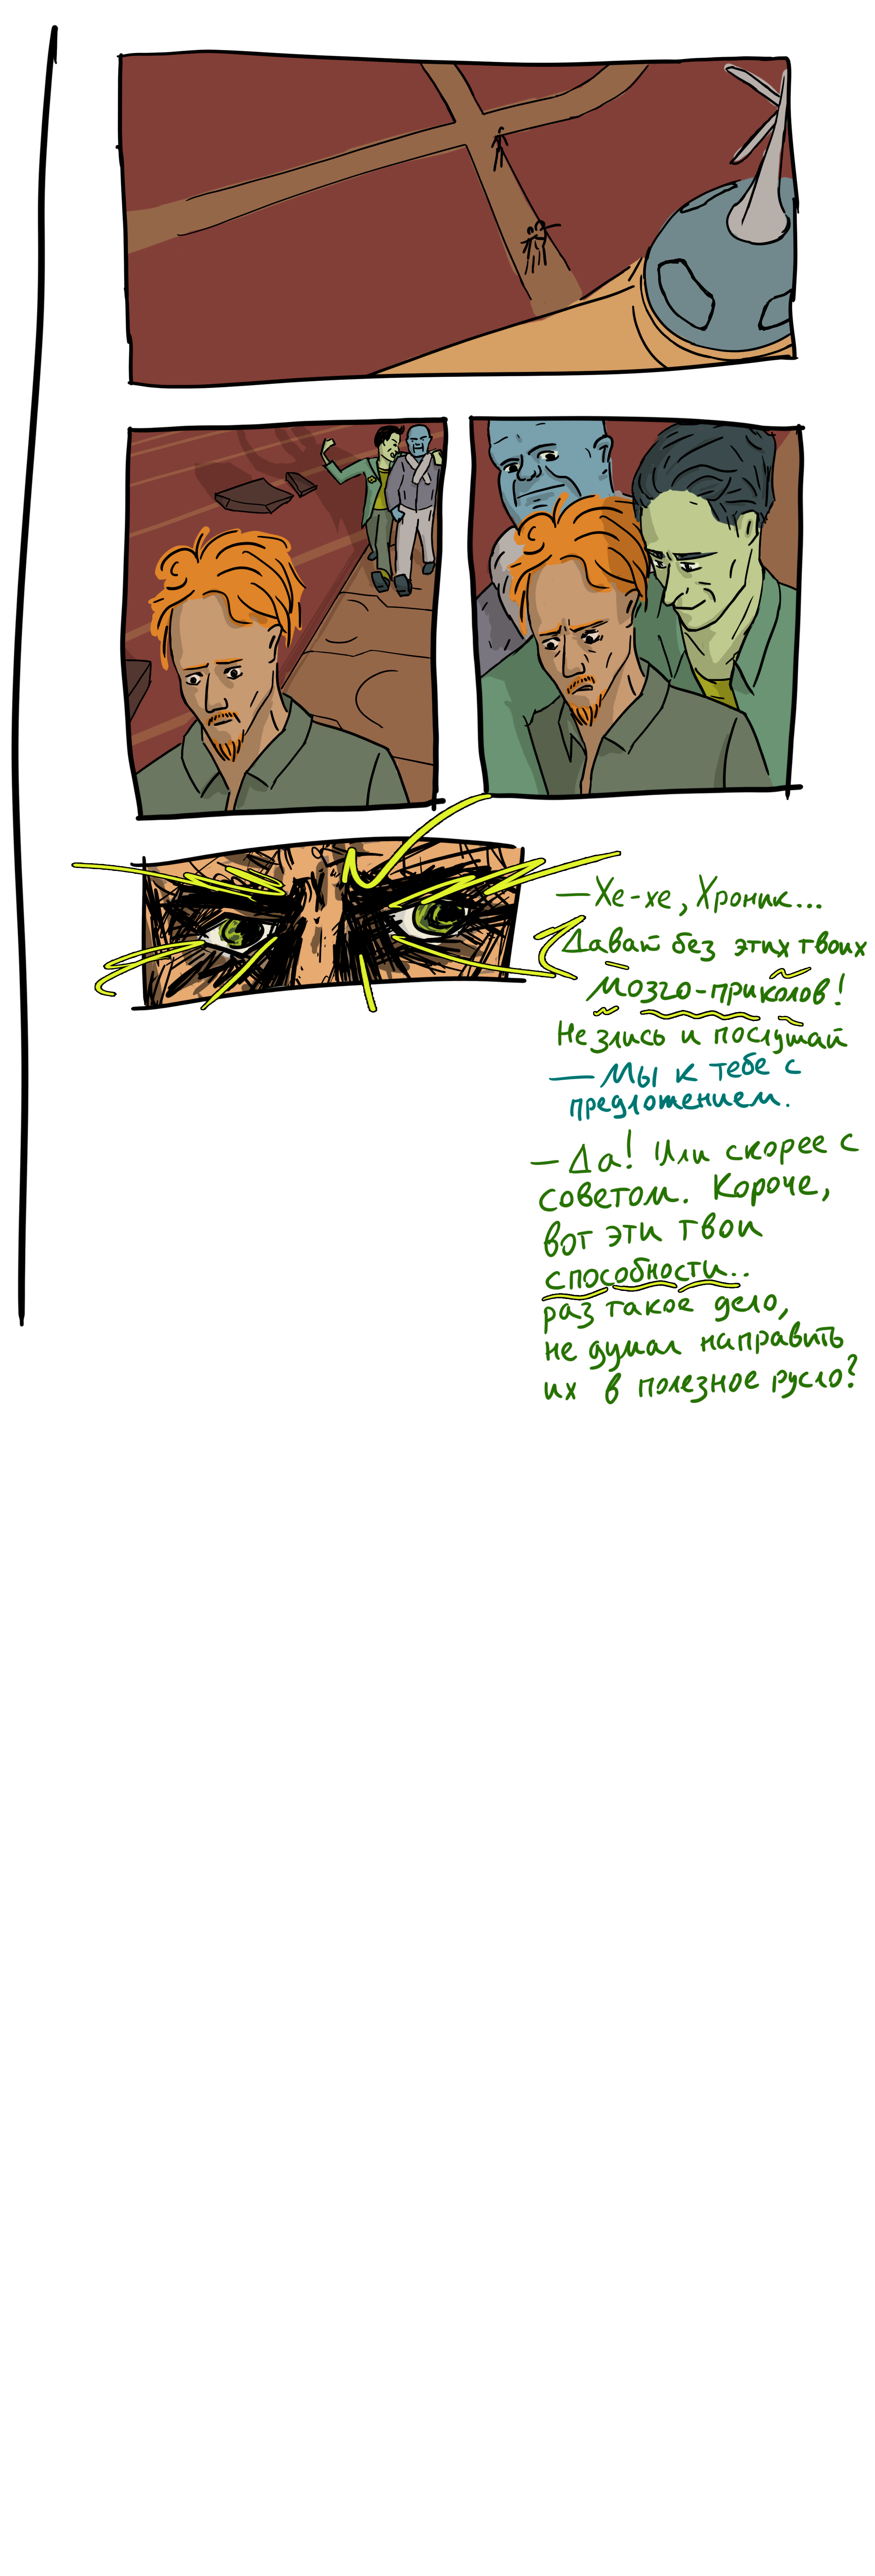 — Хе-хе, Хроник...
Давай без этих твоих
мозго-приколов!
Не злись и послушай
— Мы к тебе с
предложением.
— Да! Или скорее с
советом. Короче,
вот эти твои
способности..
раз такое дело,
не думал направить
их в полезное русло?